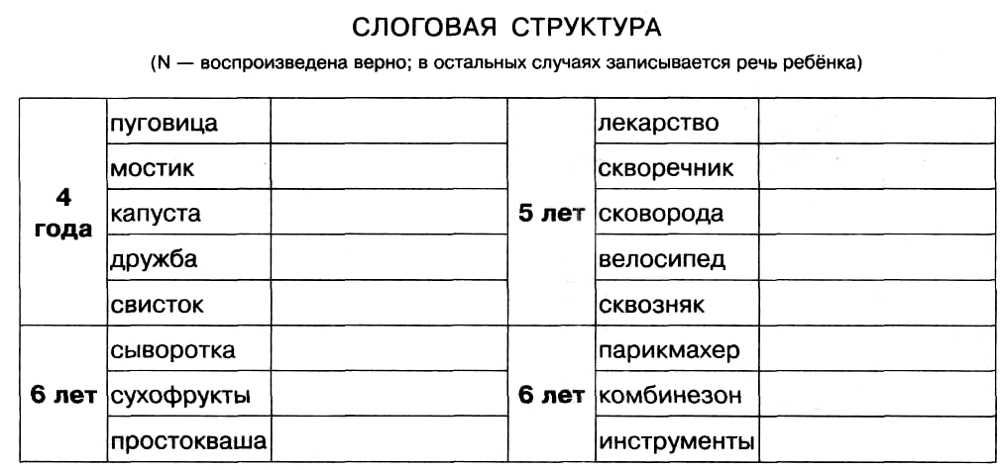 СЛОГОВАЯ СТРУКТУРА
(N — воспроизведена верно; в остальных случаях записывается речь ребёнка)
4 года
пуговица
мостик
капуста
дружба
свисток
5 лет
лекарство
скворечник
сковорода
велосипед
сквозняк
6 лет
сыворотка
сухофрукты
простокваша
6 лет
парикмахер
комбинезон
инструменты